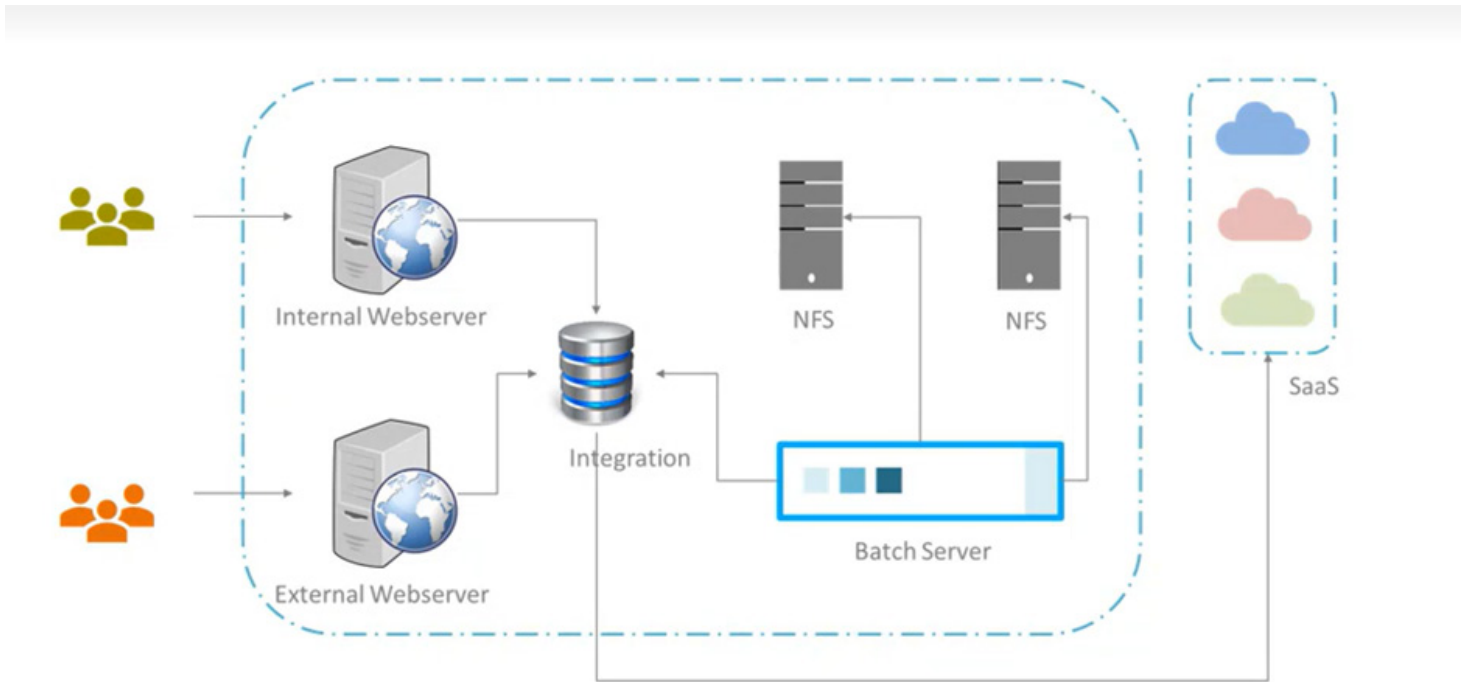 Internal Webserver
NFS
NFS
SaaS
Integration
Batch Server
External Webserver